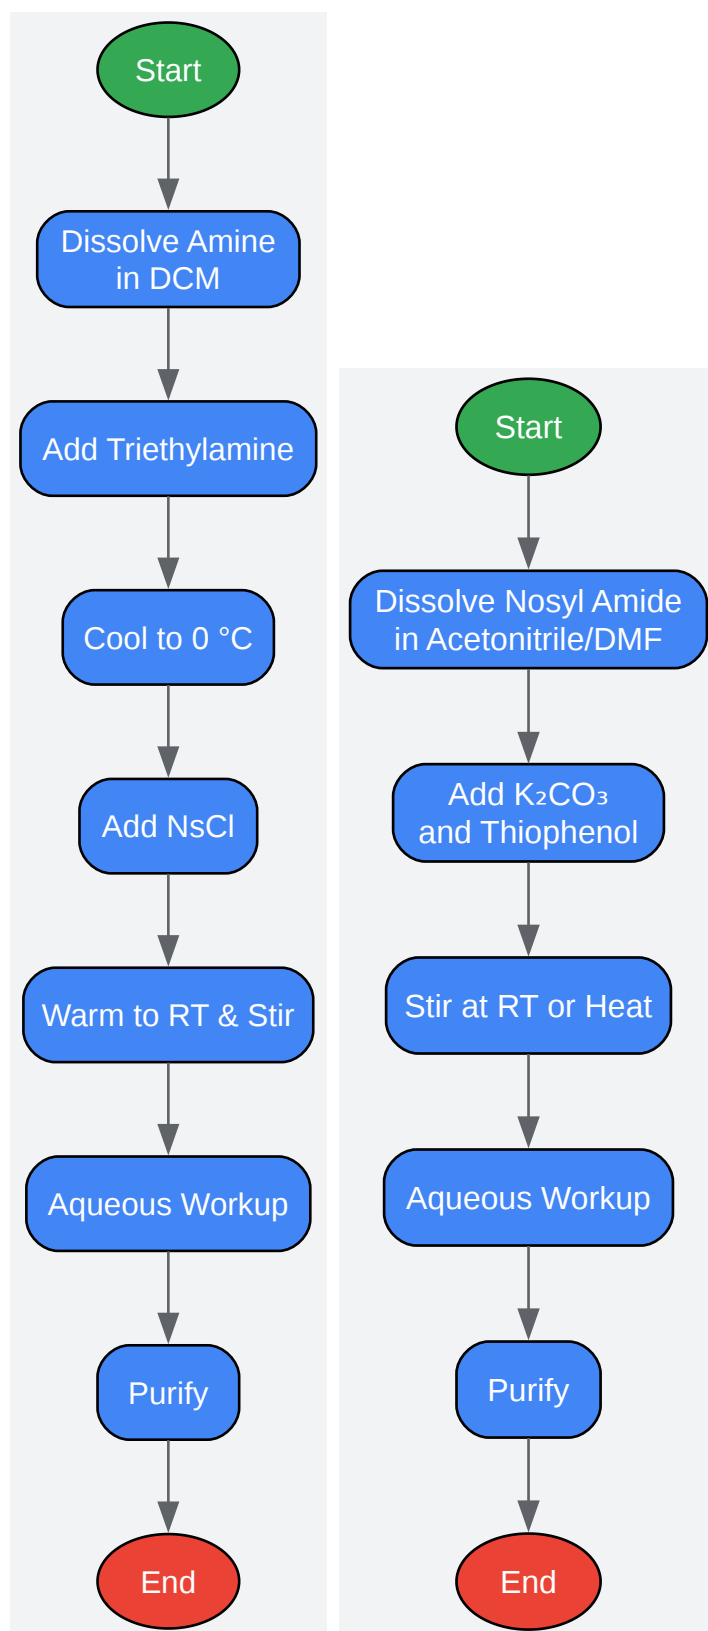 Start
Dissolve Amine
in DCM
Add Triethylamine
Cool to 0 °C
Add NsCl
Warm to RT & Stir
Aqueous Workup
Purify
End
Start
Dissolve Nosyl Amide
in Acetonitrile/DMF
Add K₂CO₃
and Thiophenol
Stir at RT or Heat
Aqueous Workup
Purify
End